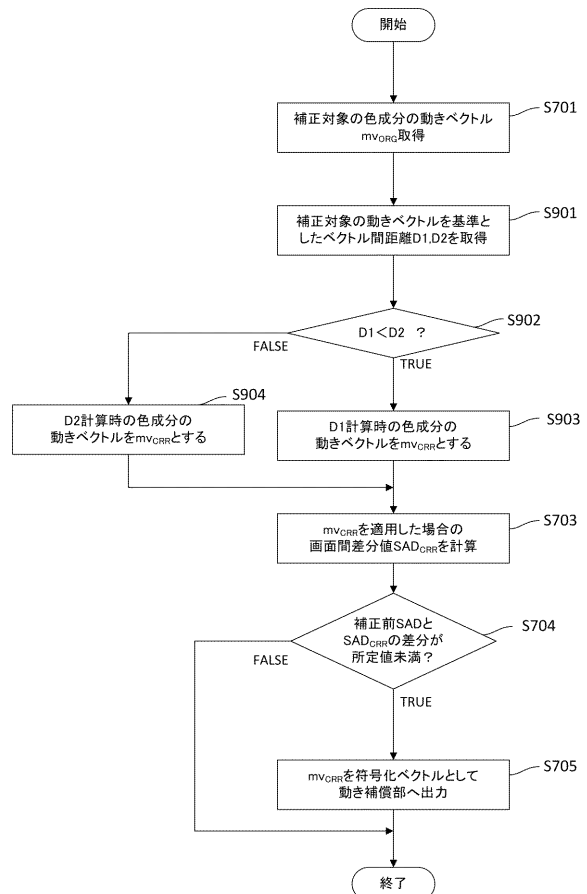 開始
補正対象の色成分の動きベクトル
mvORG取得
S701
補正対象の動きベクトルを基準と
したベクトル間距離D1,D2を取得
S901
D1<D2 ?
S902
FALSE
TRUE
D2計算時の色成分の
動きベクトルをmvCRRとする
S904
D1計算時の色成分の
動きベクトルをmvCRRとする
S903
mvCRRを適用した場合の
画面間差分値SADCRRを計算
S703
補正前SADと
SADCRRの差分が
所定値未満?
S704
FALSE
TRUE
mvCRRを符号化ベクトルとして
動き補償部へ出力
S705
終了